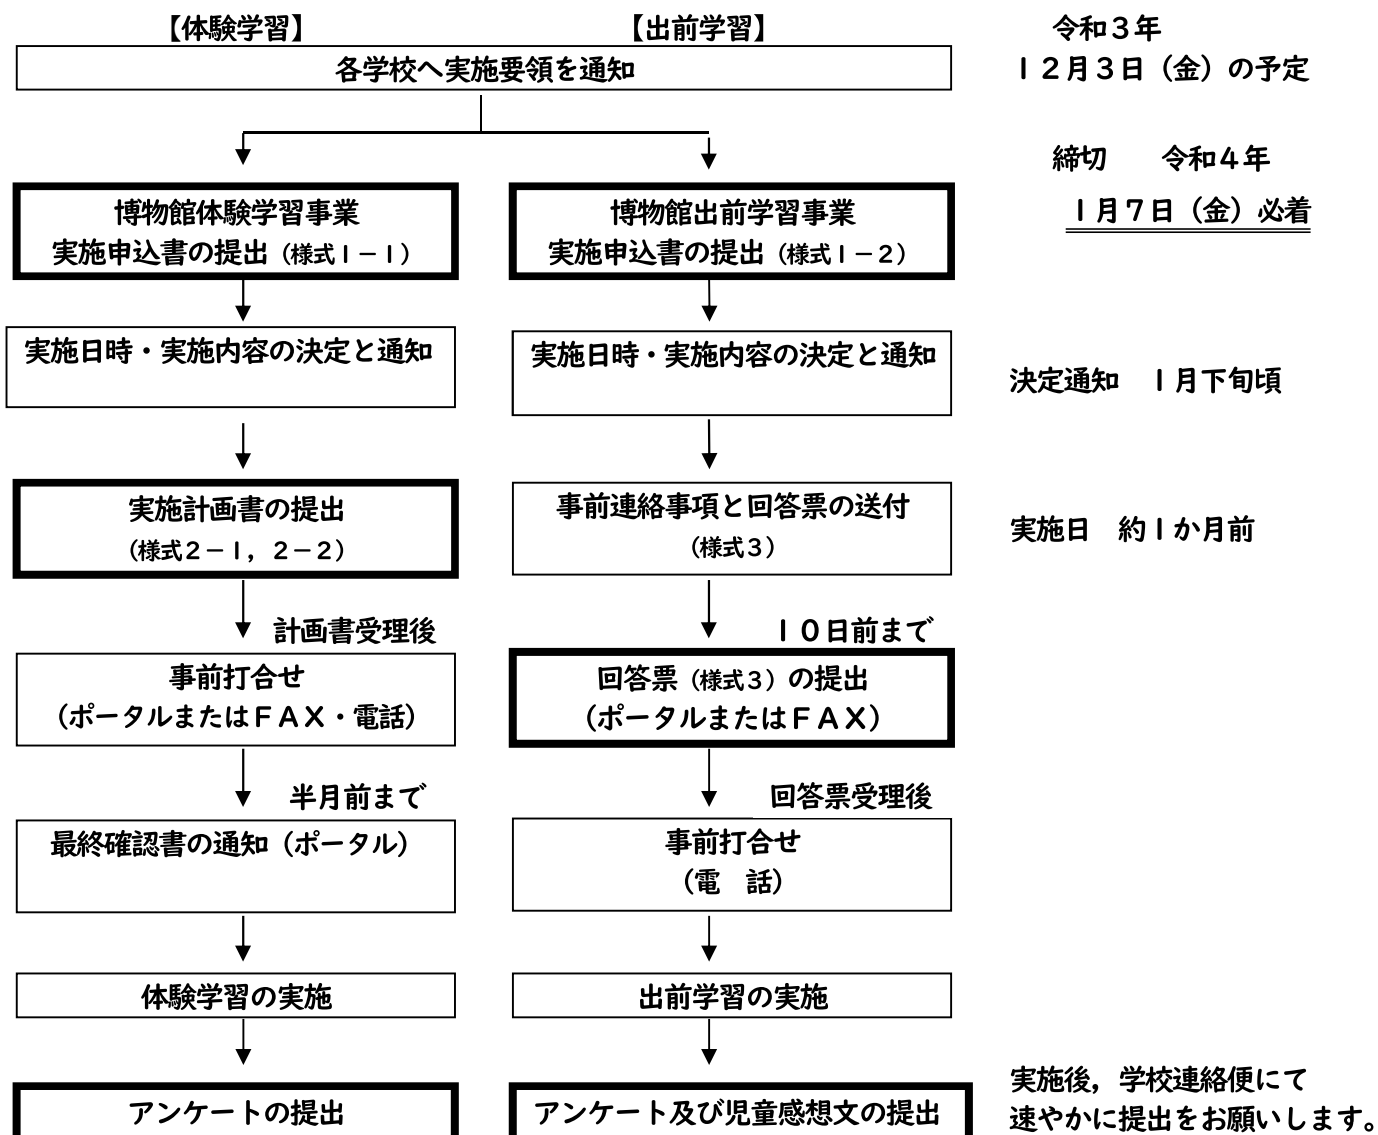 【体験学習】
【出前学習】
令和３年
各学校へ実施要領を通知
１２月３日（金）の予定
締切　令和４年
１月７日（金）必着
博物館体験学習事業
実施申込書の提出（様式１－１）
博物館出前学習事業
実施申込書の提出（様式１－２）
実施日時・実施内容の決定と通知
実施日時・実施内容の決定と通知
決定通知　１月下旬頃
実施計画書の提出
（様式２－１，２－２）
事前連絡事項と回答票の送付
（様式３）
実施日　約１か月前
計画書受理後
１０日前まで
事前打合せ
（ポータルまたはＦＡＸ・電話）
回答票（様式３）の提出
（ポータルまたはＦＡＸ）
半月前まで
回答票受理後
最終確認書の通知（ポータル）
事前打合せ
（電　話）
体験学習の実施
出前学習の実施
アンケートの提出
アンケート及び児童感想文の提出
実施後，学校連絡便にて
速やかに提出をお願いします。